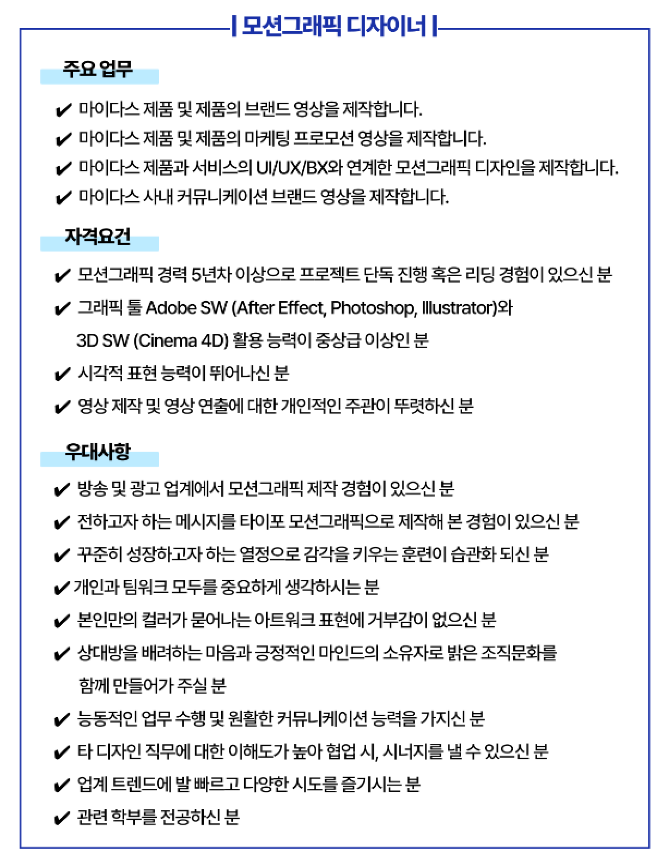 | 모션그래픽 디자이너 |
주요 업무
✔ 마이다스 제품 및 제품의 브랜드 영상을 제작합니다.
✔ 마이다스 제품 및 제품의 마케팅 프로모션 영상을 제작합니다.
✔ 마이다스 제품과 서비스의 UI/UX/BX와 연계한 모션그래픽 디자인을 제작합니다.
✔ 마이다스 사내 커뮤니케이션 브랜드 영상을 제작합니다.
자격요건
✔ 모션그래픽 경력 5년차 이상으로 프로젝트 단독 진행 혹은 리딩 경험이 있으신 분
✔ 그래픽 툴 Adobe SW (After Effect, Photoshop, Illustrator)와
3D SW (Cinema 4D) 활용 능력이 중상급 이상인 분
✔ 시각적 표현 능력이 뛰어나신 분
✔ 영상 제작 및 영상 연출에 대한 개인적인 주관이 뚜렷하신 분
우대사항
✔ 방송 및 광고 업계에서 모션그래픽 제작 경험이 있으신 분
✔ 전하고자 하는 메시지를 타이포 모션그래픽으로 제작해 본 경험이 있으신 분
✔ 꾸준히 성장하고자 하는 열정으로 감각을 키우는 훈련이 습관화 되신 분
✔ 개인과 팀워크 모두를 중요하게 생각하시는 분
✔ 본인만의 컬러가 묻어나는 아트워크 표현에 거부감이 없으신 분
✔ 상대방을 배려하는 마음과 긍정적인 마인드의 소유자로 밝은 조직문화를
함께 만들어가 주실 분
✔ 능동적인 업무 수행 및 원활한 커뮤니케이션 능력을 가지신 분
✔ 타 디자인 직무에 대한 이해도가 높아 협업 시, 시너지를 낼 수 있으신 분
✔ 업계 트렌드에 발 빠르고 다양한 시도를 즐기시는 분
✔ 관련 학부를 전공하신 분